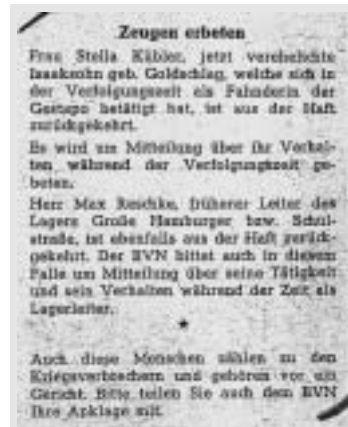 Zeugen erbeten
Frau Stella Kübler, jetzt verehelichte
Isaaksohn geb. Goldschlag, welche sich in
der Verfolgungszeit als Fahnderin der
Gestapo betätigt hat, ist aus der Haft
zurückgekehrt.
Es wird um Mitteilung über ihr Verhal-
ten während der Verfolgungszeit ge-
beten.
Herr Max Reschke, früherer Leiter des
Lagers Große Hamburger bzw. Schul-
straße, ist ebenfalls aus der Haft zurück-
gekehrt. Der BVN bittet auch in diesem
Falle um Mitteilung über seine Tätigkeit
und sein Verhalten während der Zeit als
Lagerleiter.
★
Auch diese Menschen zählen zu den
Kriegsverbrechern und gehören vor ein
Gericht. Bitte teilen Sie auch dem BVN
Ihre Anklage mit.